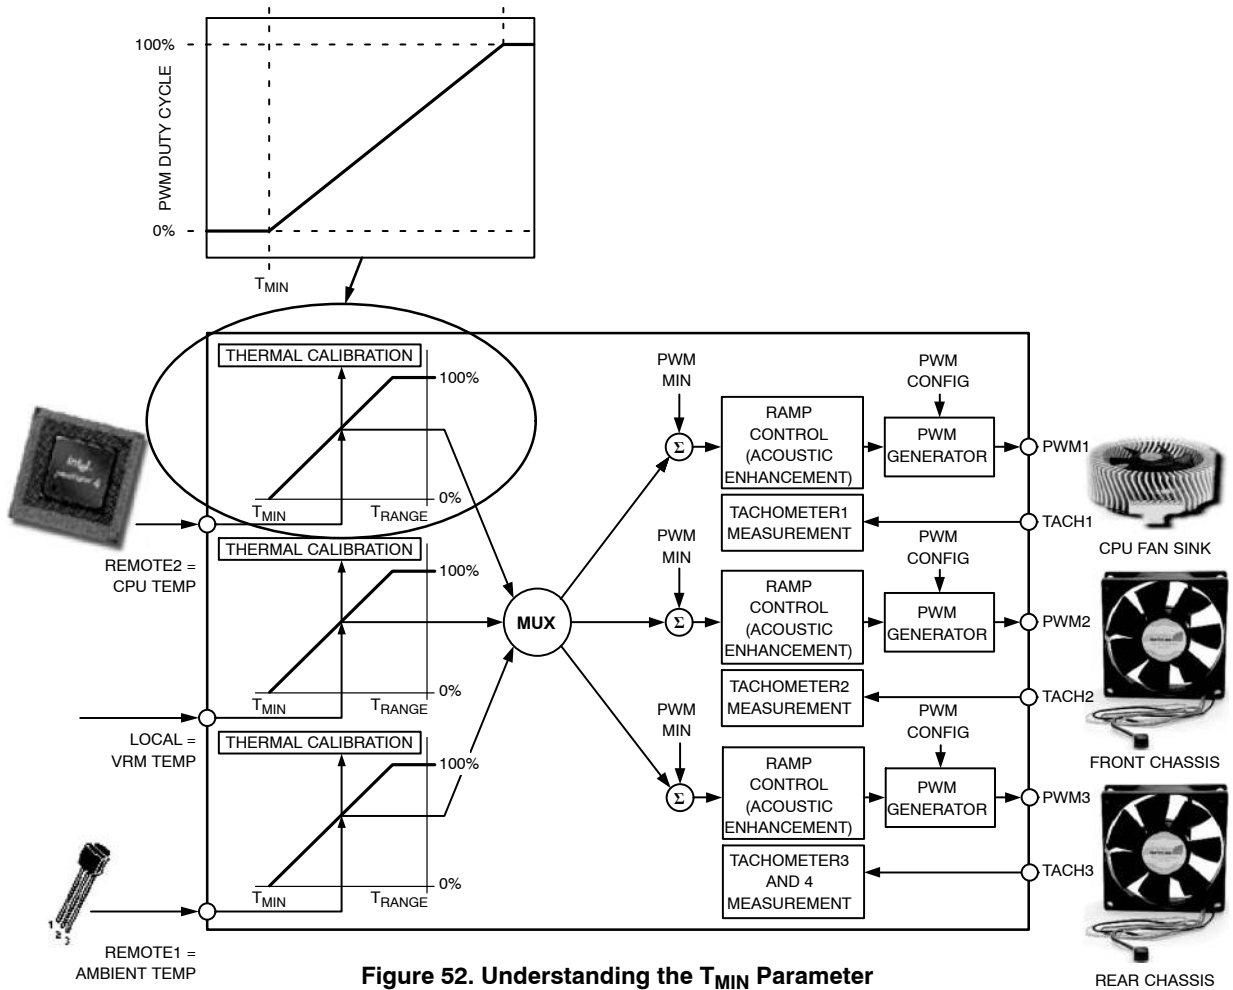 100%
PWM DUTY CYCLE
0%
TMIN
THERMAL CALIBRATION
100%
0%
TMIN
TRANGE
REMOTE2 =
CPU TEMP
THERMAL CALIBRATION
100%
0%
TMIN
TRANGE
LOCAL =
VRM TEMP
THERMAL CALIBRATION
100%
0%
TMIN
TRANGE
REMOTE1 =
AMBIENT TEMP
1
2
3
intel
MUX
PWM
MIN
Σ
RAMP
CONTROL
(ACOUSTIC
ENHANCEMENT)
PWM
CONFIG
PWM
GENERATOR
PWM1
TACHOMETER1
MEASUREMENT
TACH1
CPU FAN SINK
PWM
MIN
Σ
RAMP
CONTROL
(ACOUSTIC
ENHANCEMENT)
PWM
CONFIG
PWM
GENERATOR
PWM2
TACHOMETER2
MEASUREMENT
TACH2
FRONT CHASSIS
PWM
MIN
Σ
RAMP
CONTROL
(ACOUSTIC
ENHANCEMENT)
PWM
CONFIG
PWM
GENERATOR
PWM3
TACHOMETER3
AND 4
MEASUREMENT
TACH3
REAR CHASSIS
Figure 52. Understanding the TMIN Parameter